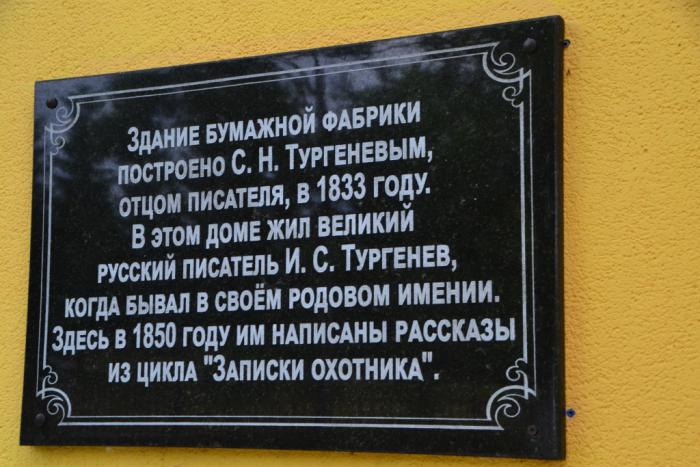 Здание бумажной фабрики
построено С. Н. Тургеневым,
отцом писателя, в 1833 году.
В этом доме жил великий
русский писатель И. С. Тургенев,
когда бывал в своём родовом имении.
Здесь в 1850 году им написаны рассказы
из цикла "Записки охотника".